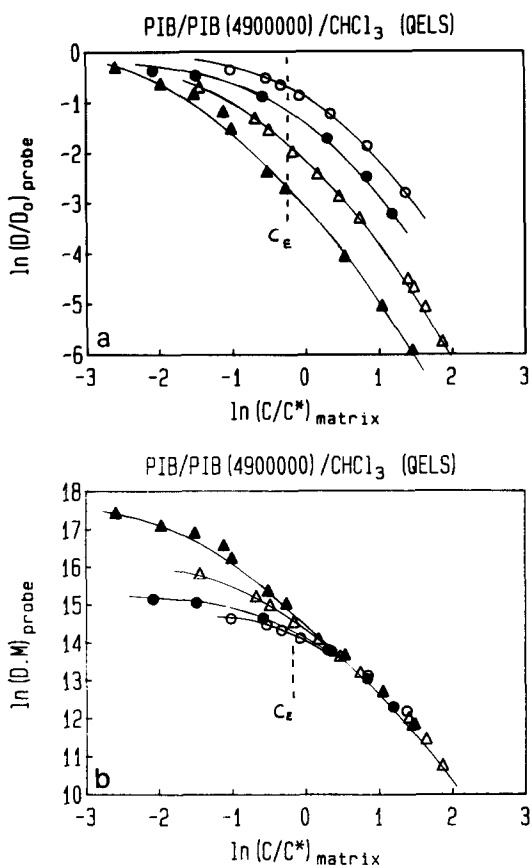 PIB/PIB(4900000)/CHCl₃ (QELS)
0
-1
-2
-3
-4
-5
-6
ln(D/D₀)probe
Cε
a
-3 -2 -1 0 1 2 3
ln(C/C*)matrix
PIB/PIB(4900000)/CHCl₃ (QELS)
18
17
16
15
14
13
12
11
10
ln(D.M)probe
Cε
b
-3 -2 -1 0 1 2 3
ln(C/C*)matrix